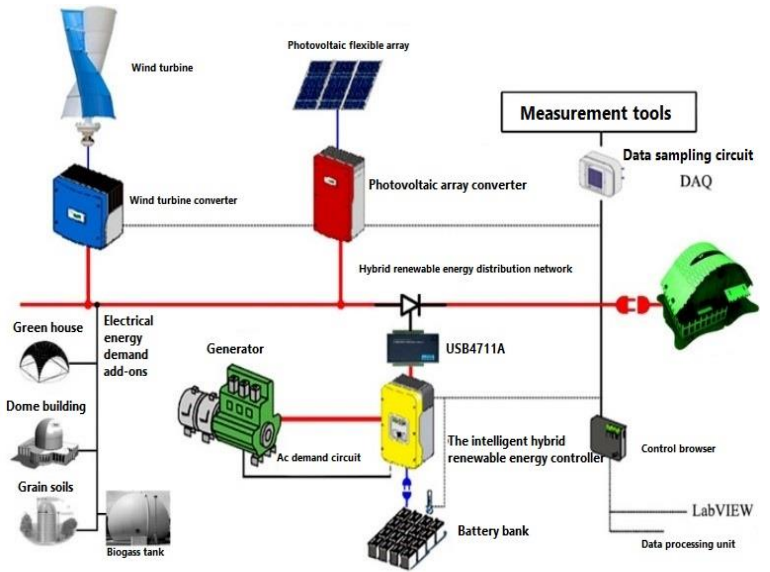 Photovoltaic flexible array
Wind turbine
Measurement tools
Data sampling circuit
DAQ
Photovoltaic array converter
Wind turbine converter
Hybrid renewable energy distribution network
Green house
Electrical
energy
demand
add-ons
Generator
USB4711A
Dome building
Ac demand circuit
The intelligent hybrid
renewable energy controller
Control browser
Grain soils
Biogass tank
Battery bank
LabVIEW
Data processing unit